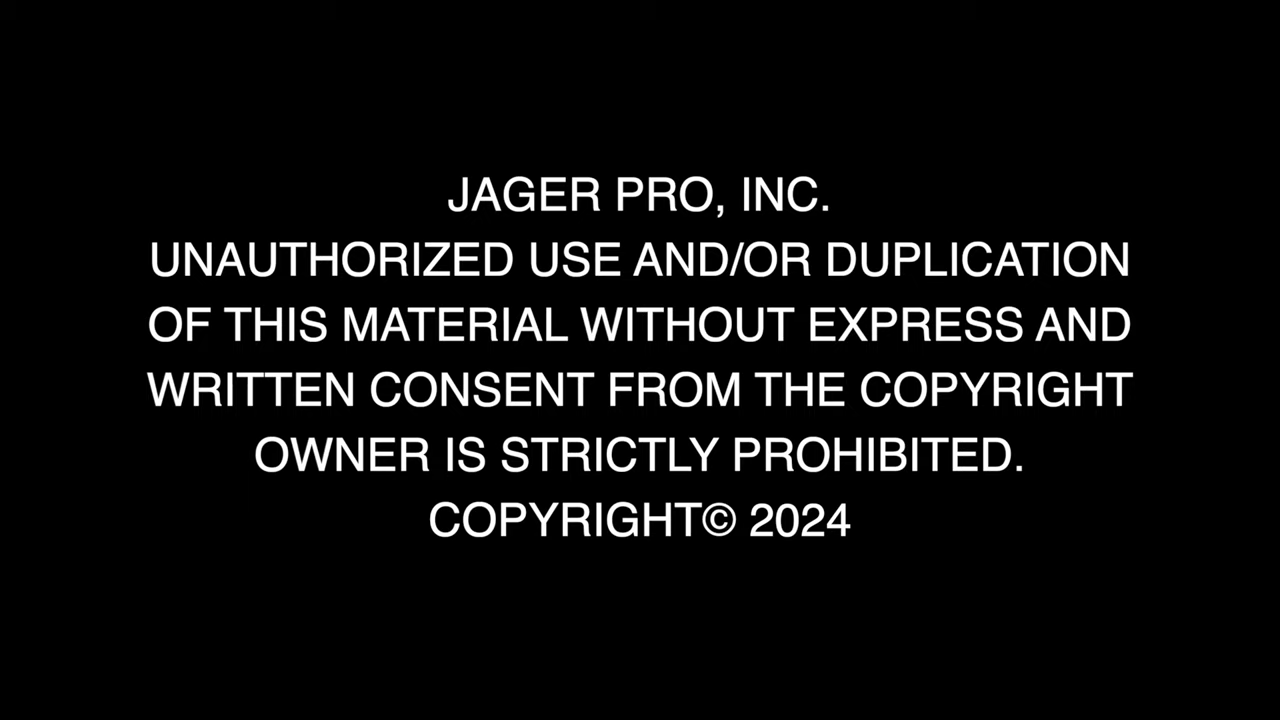 JAGER PRO, INC.
UNAUTHORIZED USE AND/OR DUPLICATION
OF THIS MATERIAL WITHOUT EXPRESS AND
WRITTEN CONSENT FROM THE COPYRIGHT
OWNER IS STRICTLY PROHIBITED.
COPYRIGHT© 2024